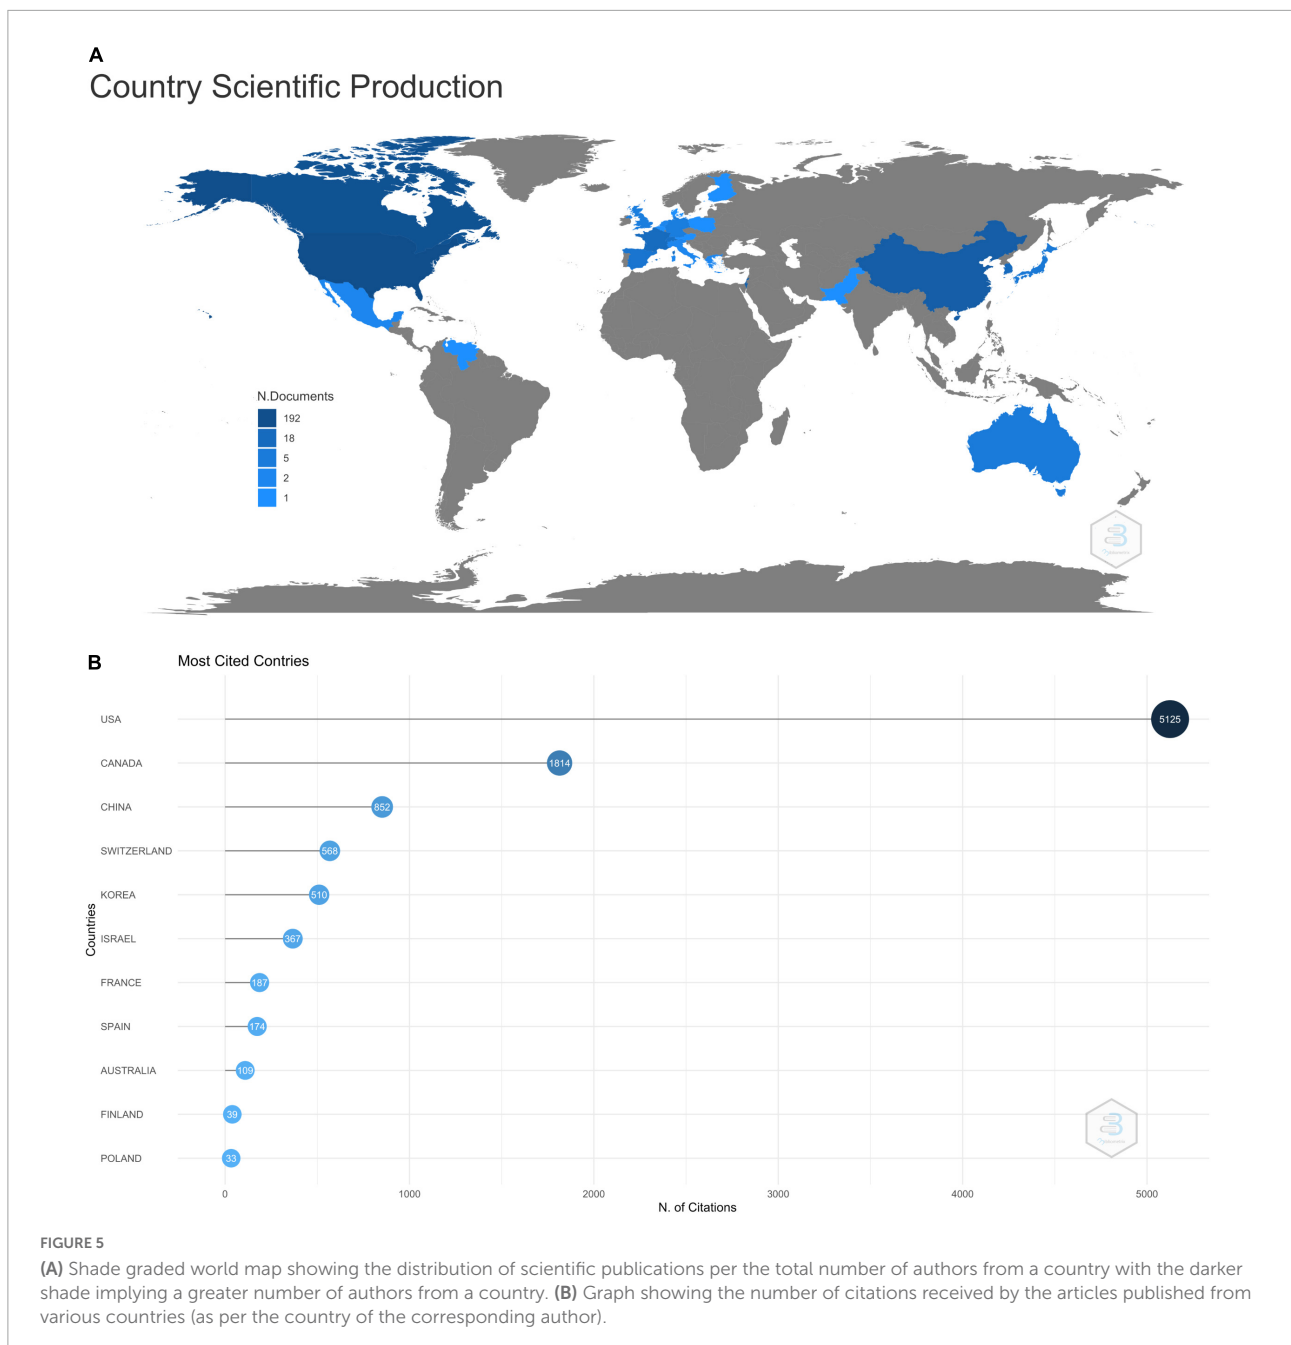 A
Country Scientific Production
N.Documents
192
18
5
2
1
B
Most Cited Contries
USA
5125
CANADA
1814
CHINA
852
SWITZERLAND
568
KOREA
510
Countries
ISRAEL
367
FRANCE
187
SPAIN
174
AUSTRALIA
109
FINLAND
39
POLAND
33
0 1000 2000 3000 4000 5000
N. of Citations
FIGURE 5
(A) Shade graded world map showing the distribution of scientific publications per the total number of authors from a country with the darker
shade implying a greater number of authors from a country. (B) Graph showing the number of citations received by the articles published from
various countries (as per the country of the corresponding author).